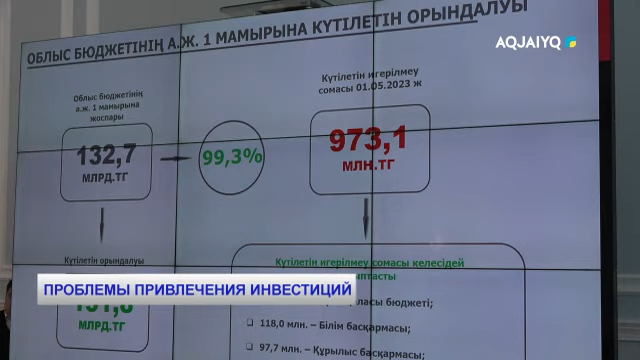 ОБЛЫС БЮДЖЕТІНІҢ А.Ж. 1 МАМЫРЫНА КҮТІЛЕТІН ОРЫНДАЛУЫ
AQJAIYQ
Облыс бюджетінің
а.ж. 1 мамырына
жоспары
132,7
МЛРД.ТГ
99,3%
Күтілетін игерілмеу
сомасы 01.05.2023 ж
973,1
МЛН.ТГ
Күтілетін орындалуы
МЛРД.ТГ
Күтілетін игерілмеу сомасы келесідей
ПРОБЛЕМЫ ПРИВЛЕЧЕНИЯ ИНВЕСТИЦИЙ
бюджеті;
118,0 млн. – Білім басқармасы;
97,7 млн. – Құрылыс басқармасы;